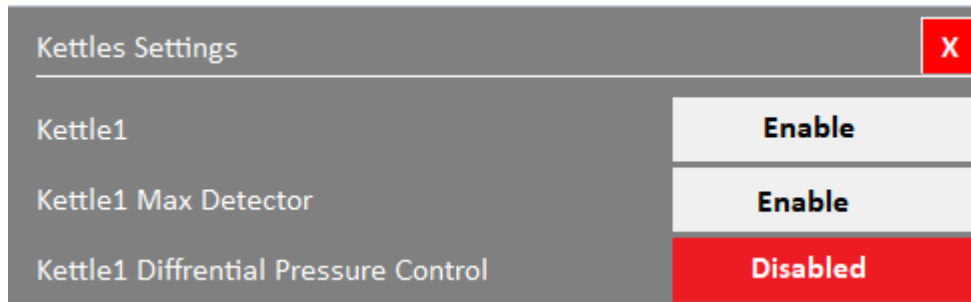 Kettles Settings X
Kettle1 Enable
Kettle1 Max Detector Enable
Kettle1 Diffrential Pressure Control Disabled